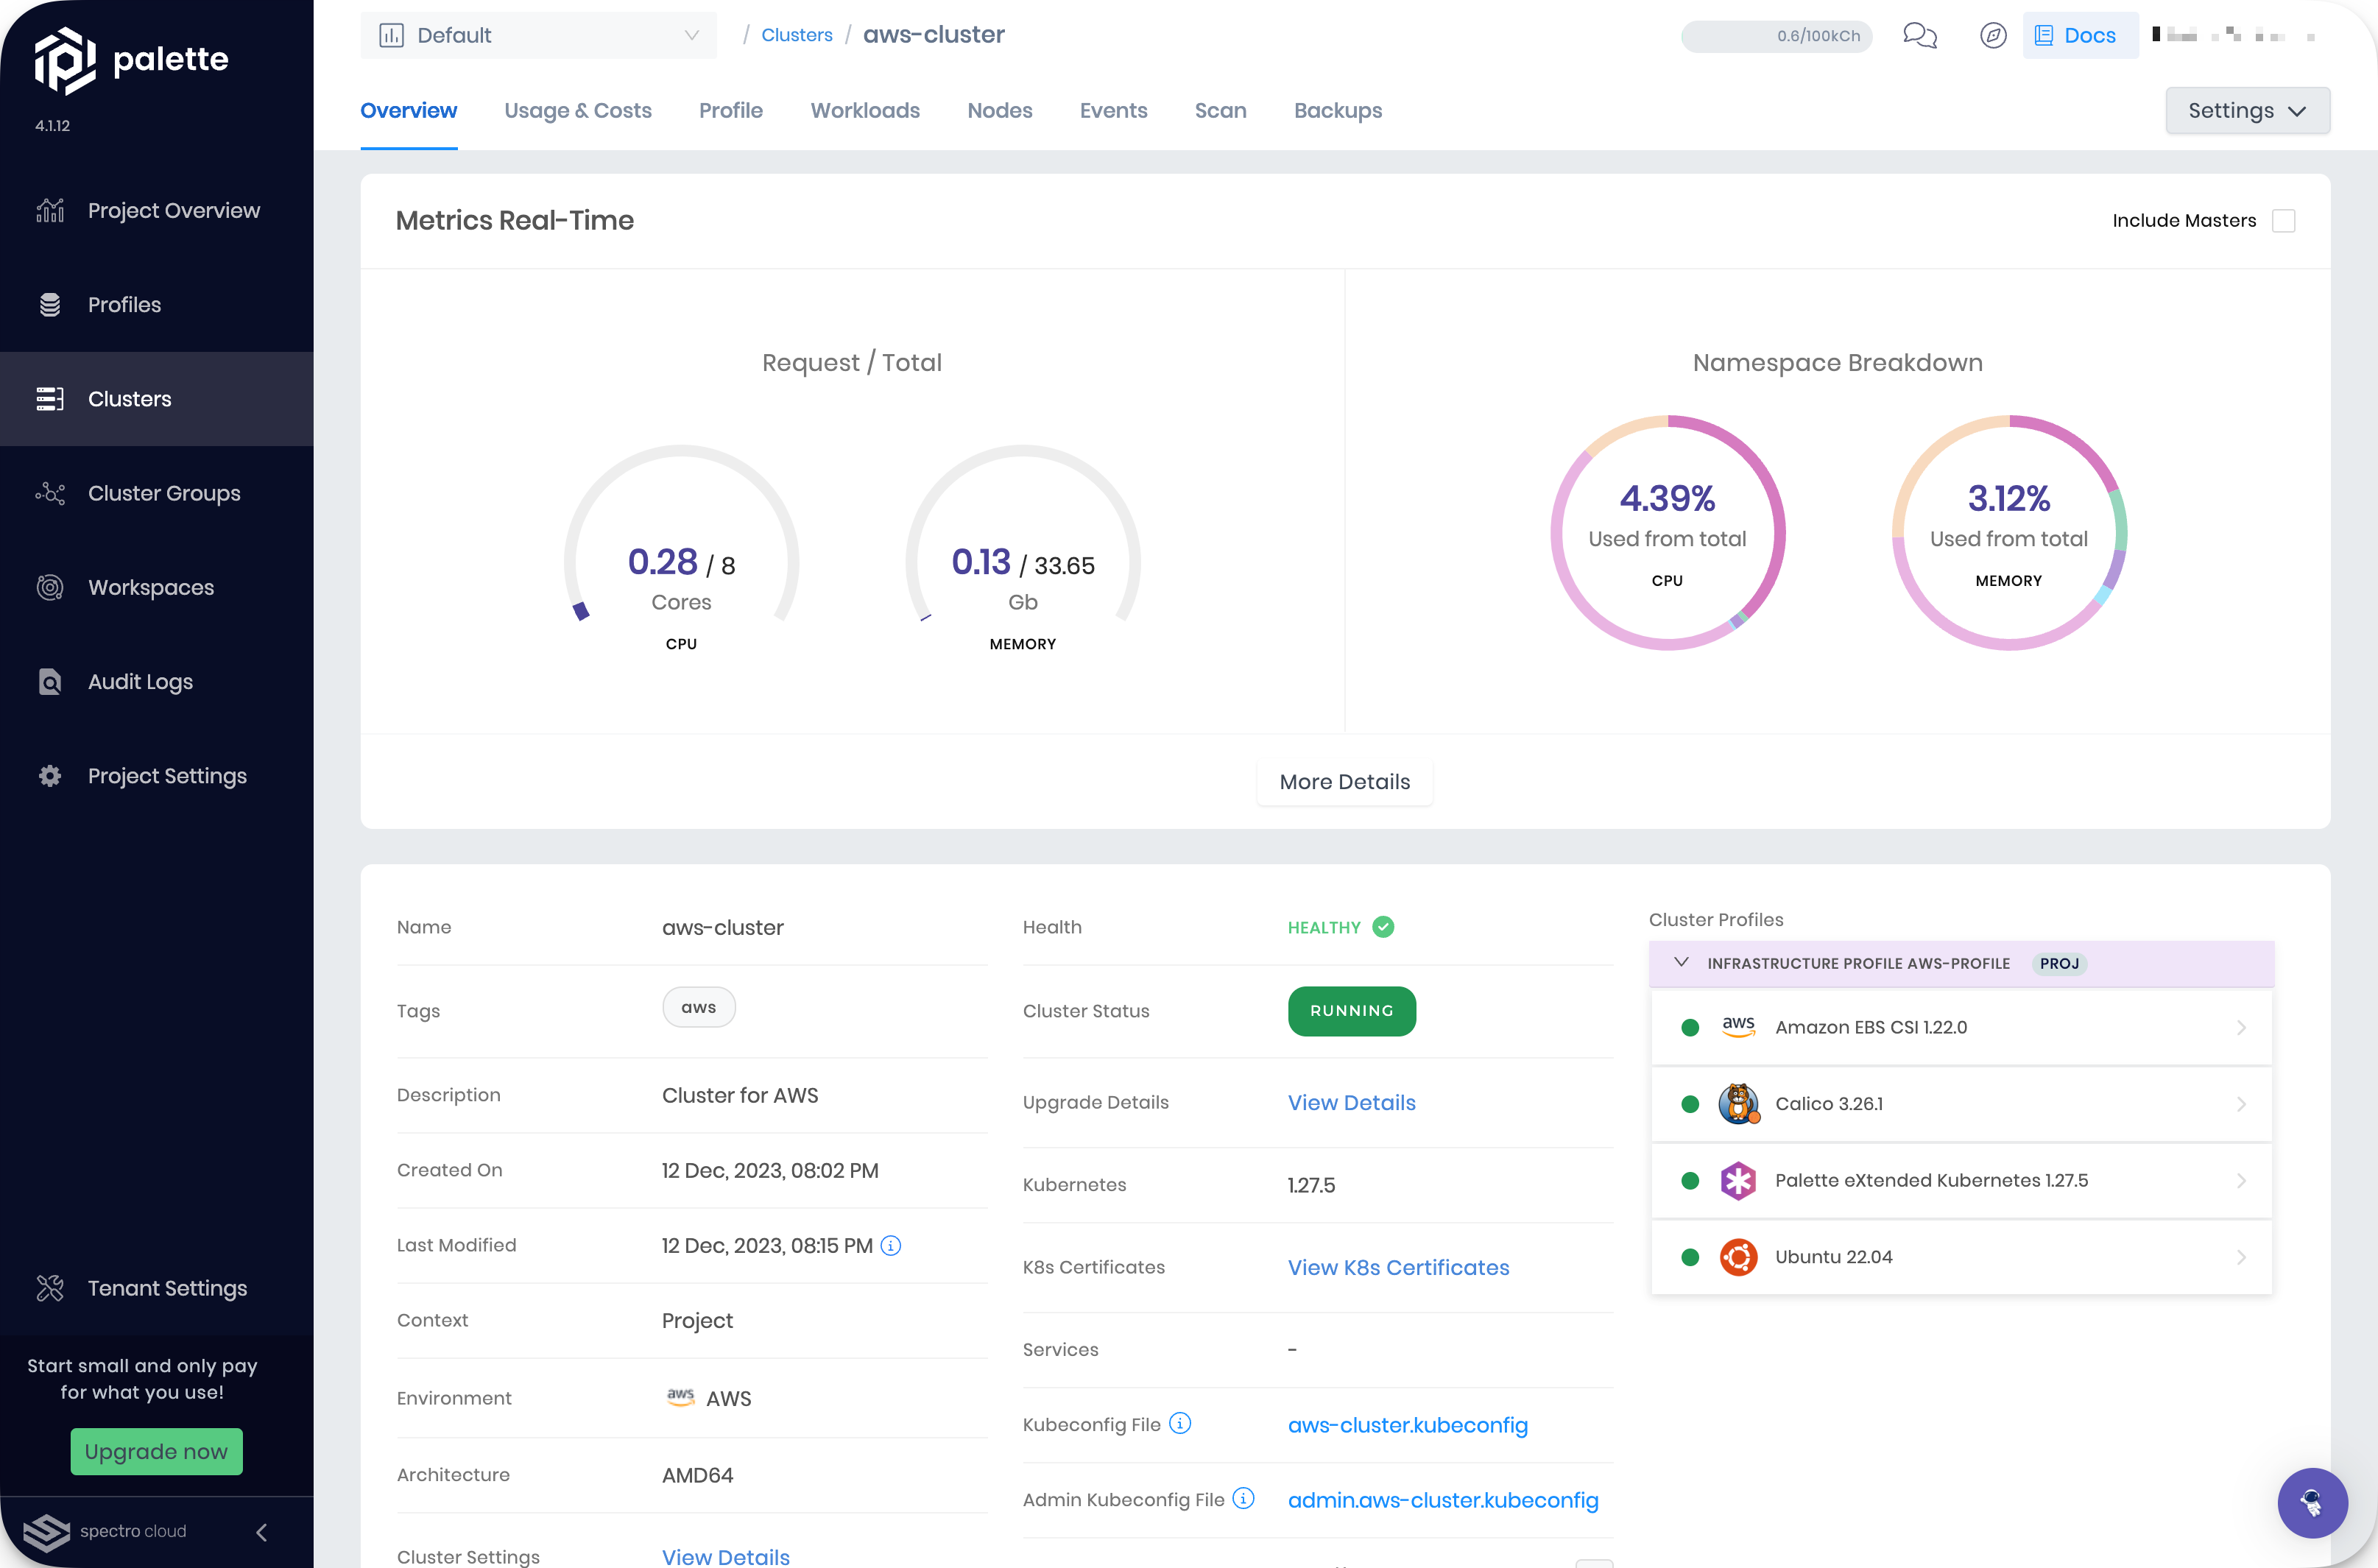 palette
4.1.12
Project Overview
Profiles
Clusters
Cluster Groups
Workspaces
Audit Logs
Project Settings
Tenant Settings
Start small and only pay
for what you use!
Upgrade now
spectro cloud
Default
/ Clusters / aws-cluster
0.6/100kCh
Docs
Overview
Usage & Costs
Profile
Workloads
Nodes
Events
Scan
Backups
Settings
Metrics Real-Time
Include Masters
Request / Total
0.28 / 8
Cores
CPU
0.13 / 33.65
Gb
MEMORY
Namespace Breakdown
4.39%
Used from total
CPU
3.12%
Used from total
MEMORY
More Details
Name aws-cluster
Tags aws
Description Cluster for AWS
Created On 12 Dec, 2023, 08:02 PM
Last Modified 12 Dec, 2023, 08:15 PM
Context Project
Environment aws AWS
Architecture AMD64
Cluster Settings View Details
Health HEALTHY
Cluster Status RUNNING
Upgrade Details View Details
Kubernetes 1.27.5
K8s Certificates View K8s Certificates
Services -
Kubeconfig File aws-cluster.kubeconfig
Admin Kubeconfig File admin.aws-cluster.kubeconfig
Cluster Profiles
INFRASTRUCTURE PROFILE AWS-PROFILE PROJ
aws Amazon EBS CSI 1.22.0
Calico 3.26.1
Palette eXtended Kubernetes 1.27.5
Ubuntu 22.04